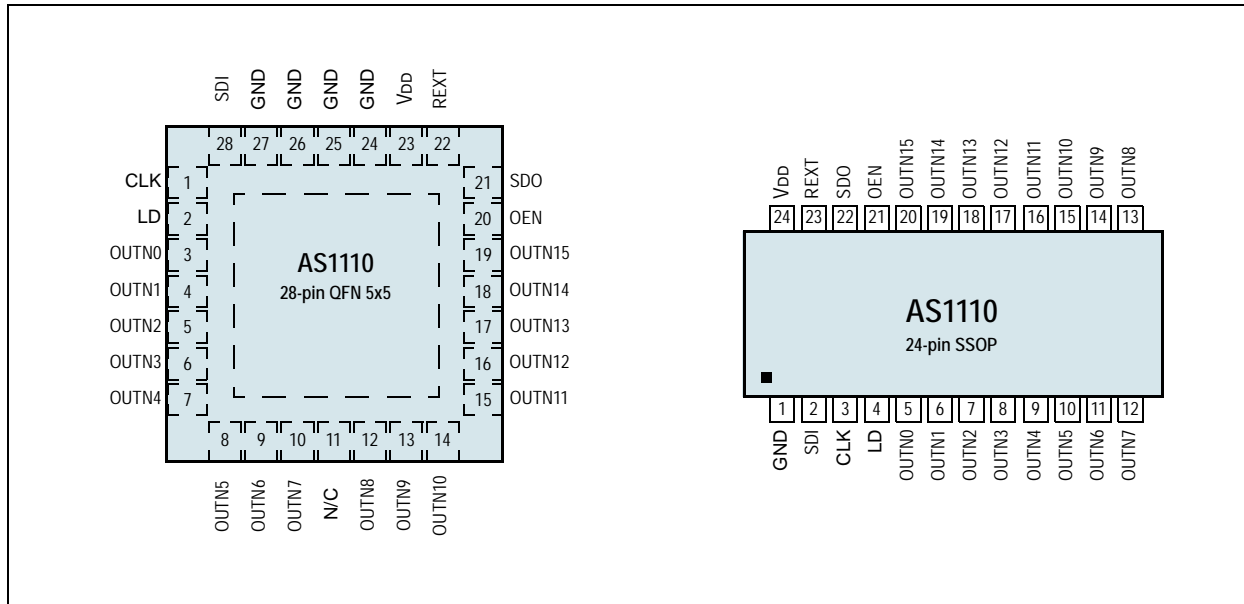 SDI GND GND GND GND VDD REXT
28 27 26 25 24 23 22
CLK 1
LD 2
OUTN0 3
OUTN1 4
OUTN2 5
OUTN3 6
OUTN4 7
AS1110
28-pin QFN 5x5
21 SDO
20 OEN
19 OUTN15
18 OUTN14
17 OUTN13
16 OUTN12
15 OUTN11
8 9 10 11 12 13 14
OUTN5 OUTN6 OUTN7 N/C OUTN8 OUTN9 OUTN10
VDD REXT SDO OEN OUTN15 OUTN14 OUTN13 OUTN12 OUTN11 OUTN10 OUTN9 OUTN8
24 23 22 21 20 19 18 17 16 15 14 13
AS1110
24-pin SSOP
1 2 3 4 5 6 7 8 9 10 11 12
GND SDI CLK LD OUTN0 OUTN1 OUTN2 OUTN3 OUTN4 OUTN5 OUTN6 OUTN7